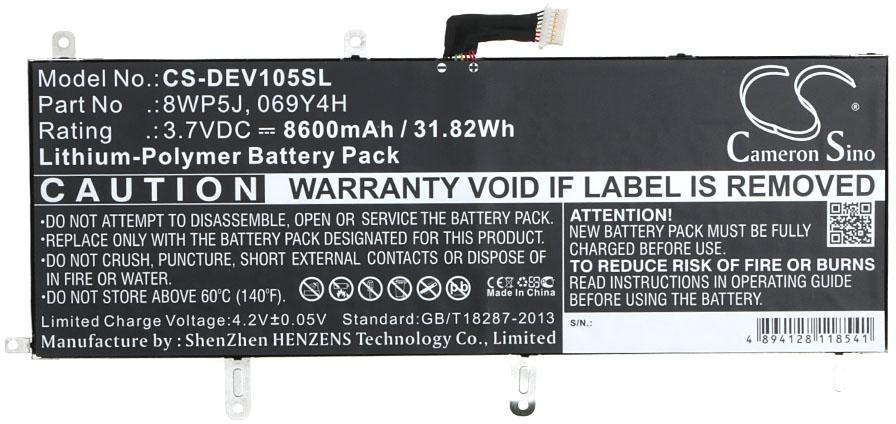 Model No.:CS-DEV105SL
Part No :8WP5J, 069Y4H
Rating :3.7VDC ⎓ 8600mAh / 31.82Wh
Lithium-Polymer Battery Pack
CS ®
Cameron Sino
CAUTION WARRANTY VOID IF LABEL IS REMOVED
•DO NOT ATTEMPT TO DISASSEMBLE, OPEN OR SERVICE THE BATTERY PACK.
•REPLACE ONLY WITH THE BATTERY PACK DESIGNATED FOR THIS PRODUCT.
•DO NOT CRUSH, PUNCTURE, SHORT EXTERNAL CONTACTS OR DISPOSE OF
IN FIRE OR WATER.
•DO NOT STORE ABOVE 60°C (140°F).
CE
Made In China
Limited Charge Voltage:4.2V±0.05V Standard:GB/T18287-2013
Manufacture by :ShenZhen HENZENS Technology Co., Limited.
ATTENTION!
NEW BATTERY PACK MUST BE FULLY
CHARGED BEFORE USE.
TO REDUCE RISK OF FIRE OR BURNS
READ INSTRUCTIONS IN OPERATING GUIDE
BEFORE USING THE BATTERY.
S/N.:
4 894128 118541